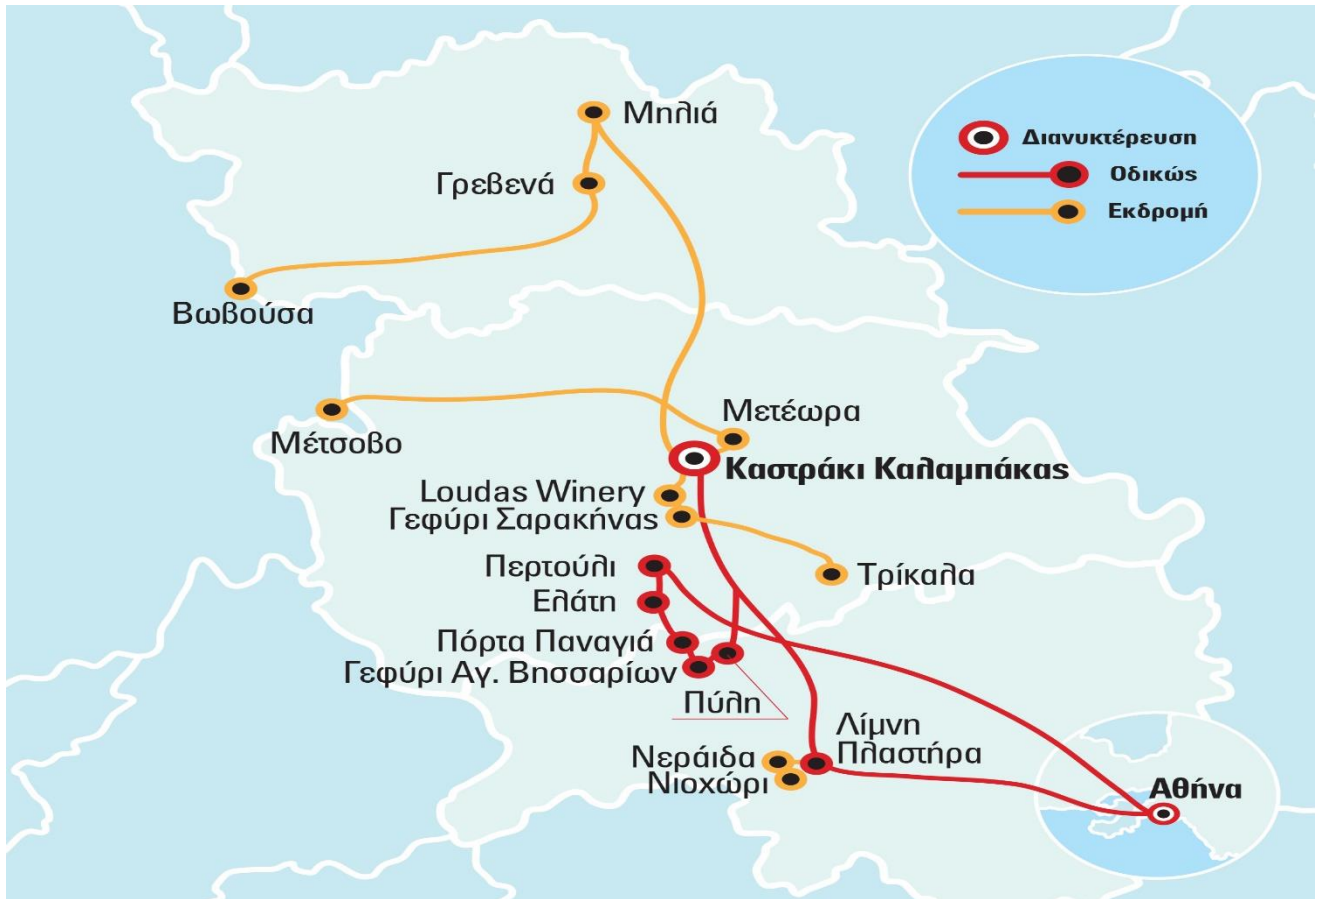 Μηλιά
Διανυκτέρευση
Οδικώς
Εκδρομή
Γρεβενά
Βωβούσα
Μέτσοβο
Μετέωρα
Καστράκι Καλαμπάκας
Loudas Winery
Γεφύρι Σαρακήνας
Περτούλι
Τρίκαλα
Ελάτη
Πόρτα Παναγιά
Γεφύρι Αγ. Βησσαρίων
Πύλη
Λίμνη
Πλαστήρα
Νεράιδα
Νιοχώρι
Αθήνα